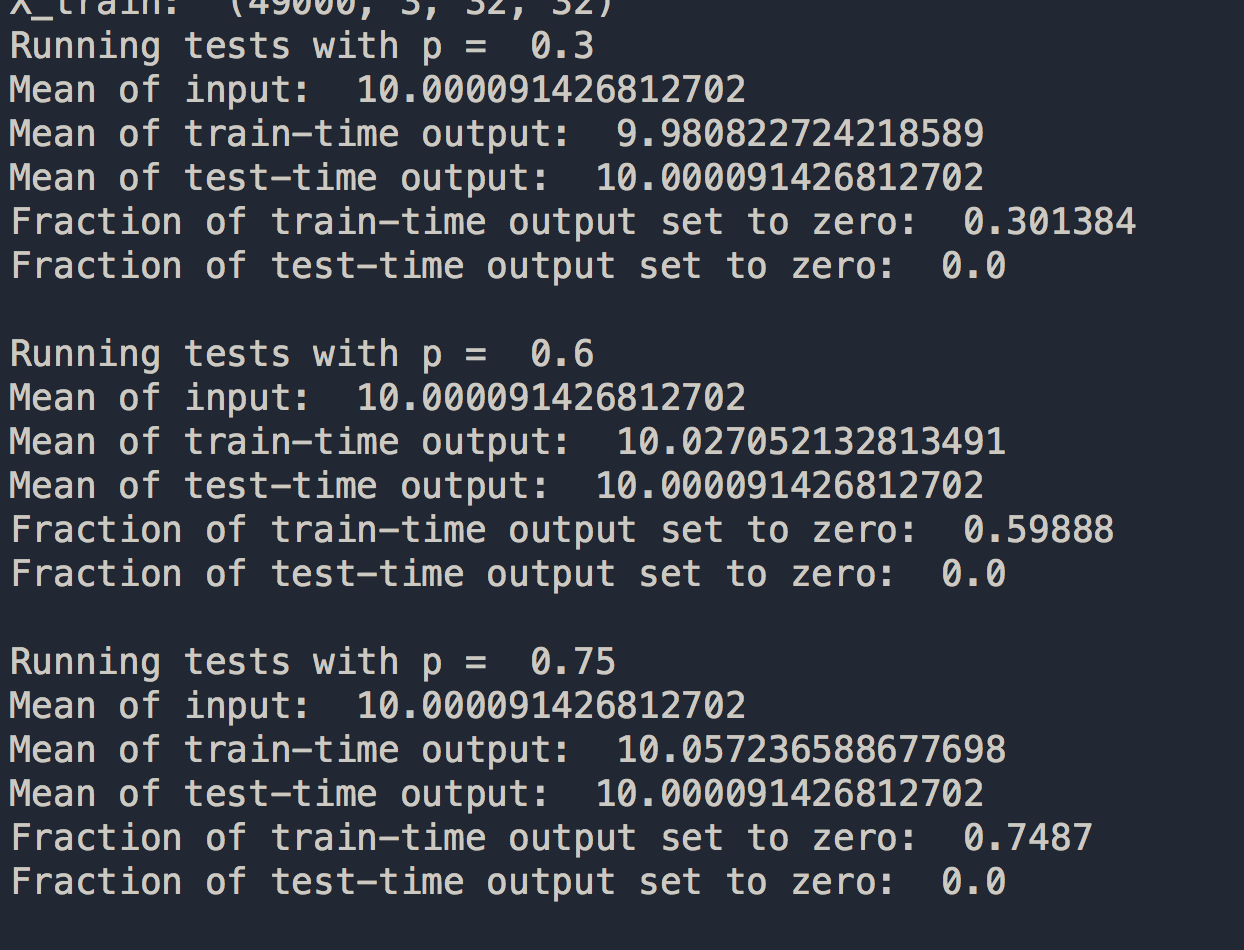 X_train:  (49000, 3, 32, 32)
Running tests with p =  0.3
Mean of input:  10.000091426812702
Mean of train-time output:  9.980822724218589
Mean of test-time output:  10.000091426812702
Fraction of train-time output set to zero:  0.301384
Fraction of test-time output set to zero:  0.0
Running tests with p =  0.6
Mean of input:  10.000091426812702
Mean of train-time output:  10.027052132813491
Mean of test-time output:  10.000091426812702
Fraction of train-time output set to zero:  0.59888
Fraction of test-time output set to zero:  0.0
Running tests with p =  0.75
Mean of input:  10.000091426812702
Mean of train-time output:  10.057236588677698
Mean of test-time output:  10.000091426812702
Fraction of train-time output set to zero:  0.7487
Fraction of test-time output set to zero:  0.0